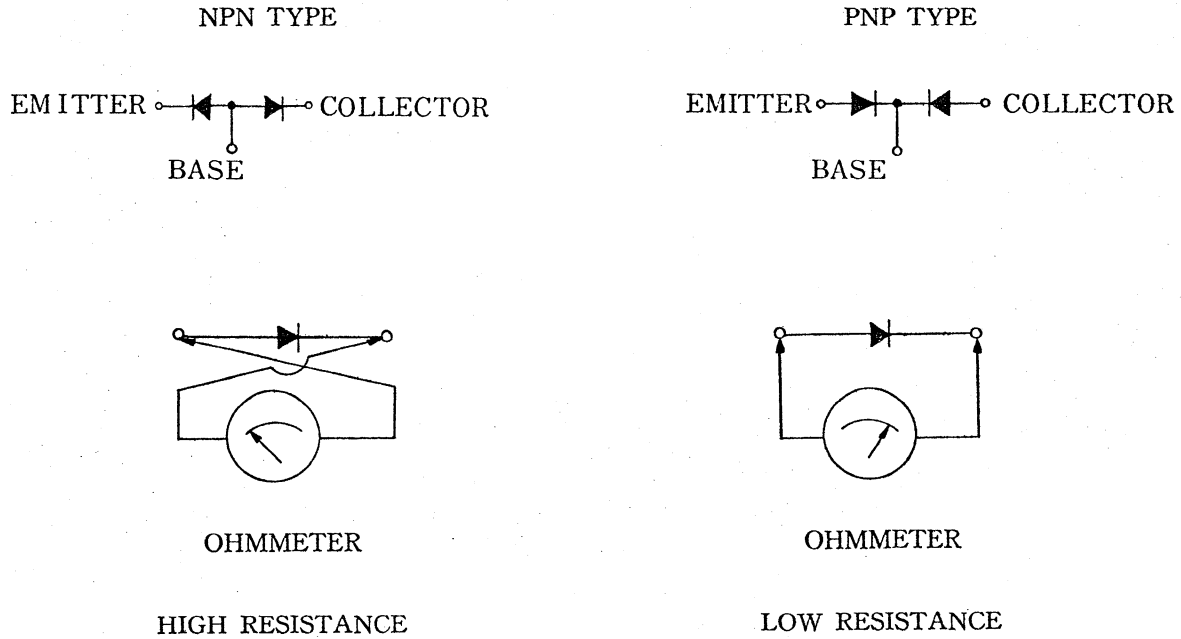 NPN TYPE
PNP TYPE
EMITTER
COLLECTOR
BASE
EMITTER
COLLECTOR
BASE
OHMMETER
OHMMETER
HIGH RESISTANCE
LOW RESISTANCE